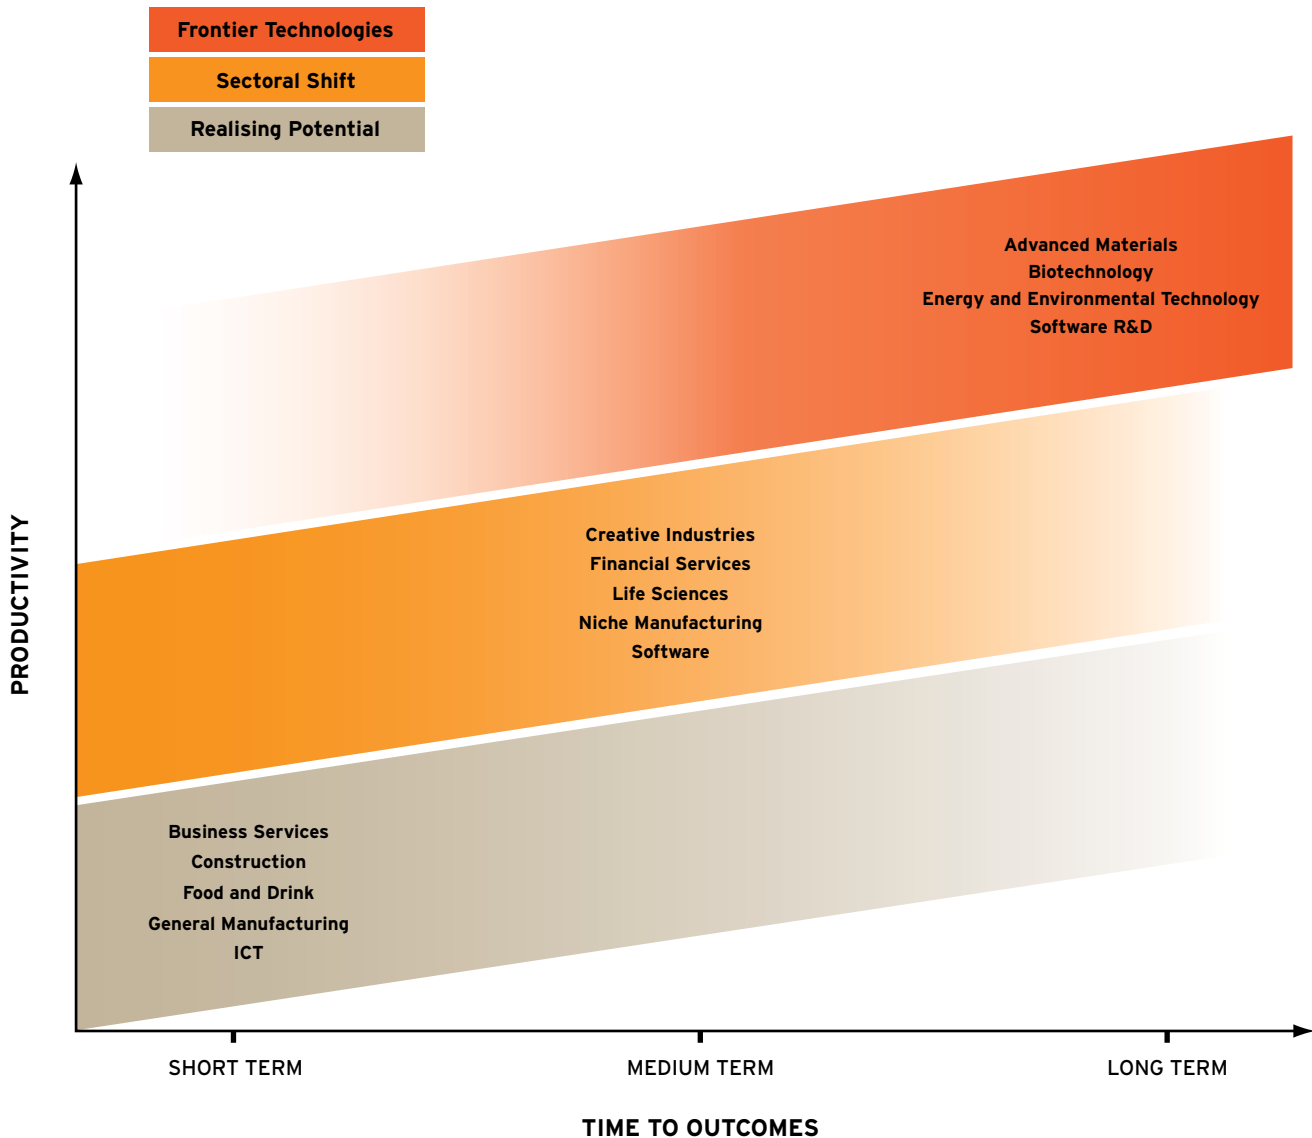 Frontier Technologies
Sectoral Shift
Realising Potential
Advanced Materials
Biotechnology
Energy and Environmental Technology
Software R&D
Creative Industries
Financial Services
Life Sciences
Niche Manufacturing
Software
Business Services
Construction
Food and Drink
General Manufacturing
ICT
PRODUCTIVITY
SHORT TERM
MEDIUM TERM
LONG TERM
TIME TO OUTCOMES